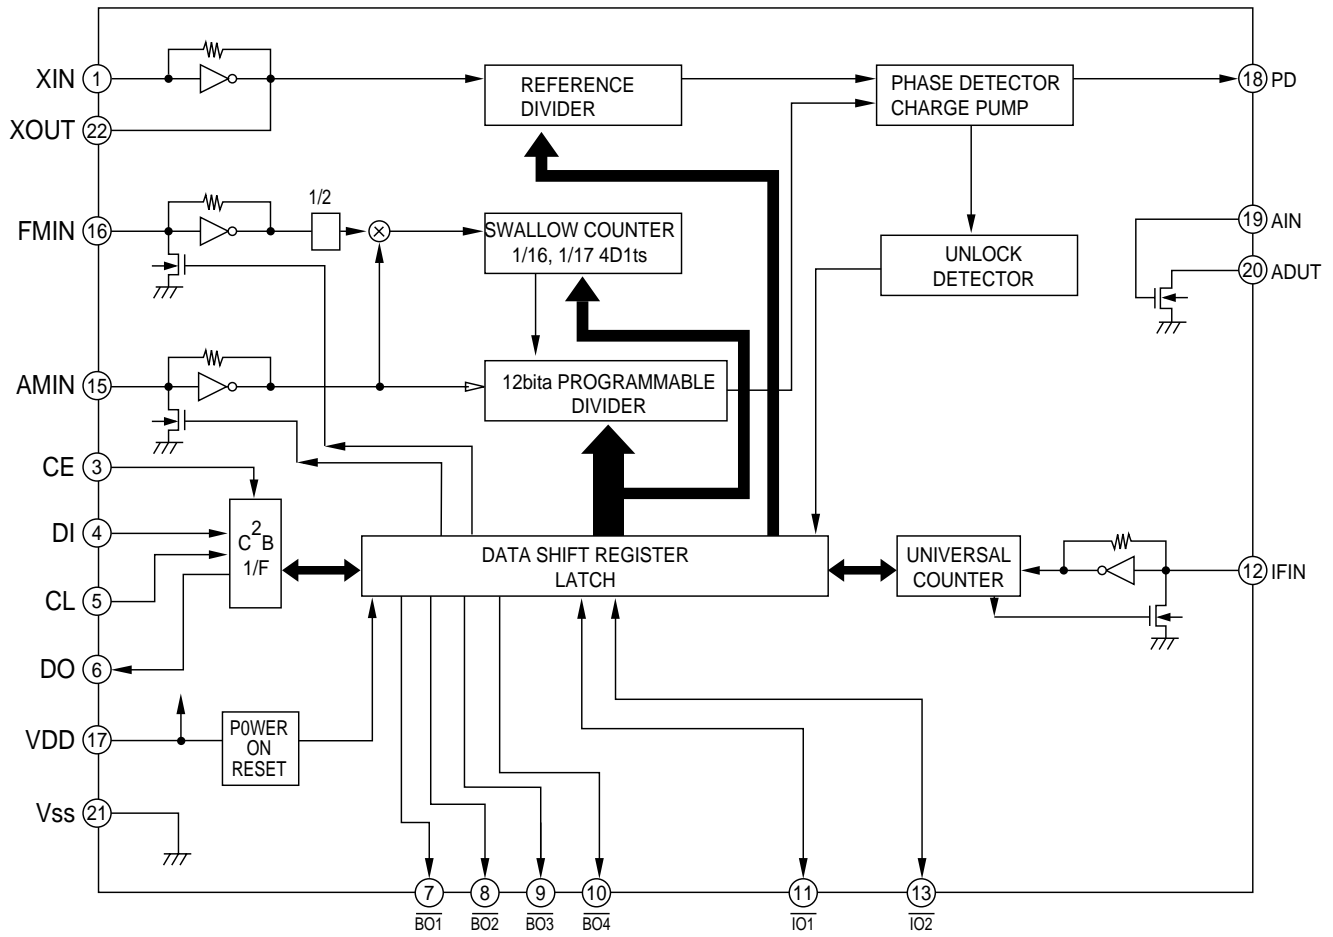 XIN 1
REFERENCE
DIVIDER
PHASE DETECTOR
CHARGE PUMP
18 PD
XOUT 22
1/2
FMIN 16
SWALLOW COUNTER
1/16, 1/17 4D1ts
19 AIN
UNLOCK
DETECTOR
20 ADUT
AMIN 15
12bita PROGRAMMABLE
DIVIDER
CE 3
DI 4
C2B
1/F
DATA SHIFT REGISTER
LATCH
UNIVERSAL
COUNTER
12 IFIN
CL 5
DO 6
VDD 17
P0WER
ON
RESET
Vss 21
7 8 9 10 11 13
BO1 BO2 BO3 BO4 IO1 IO2